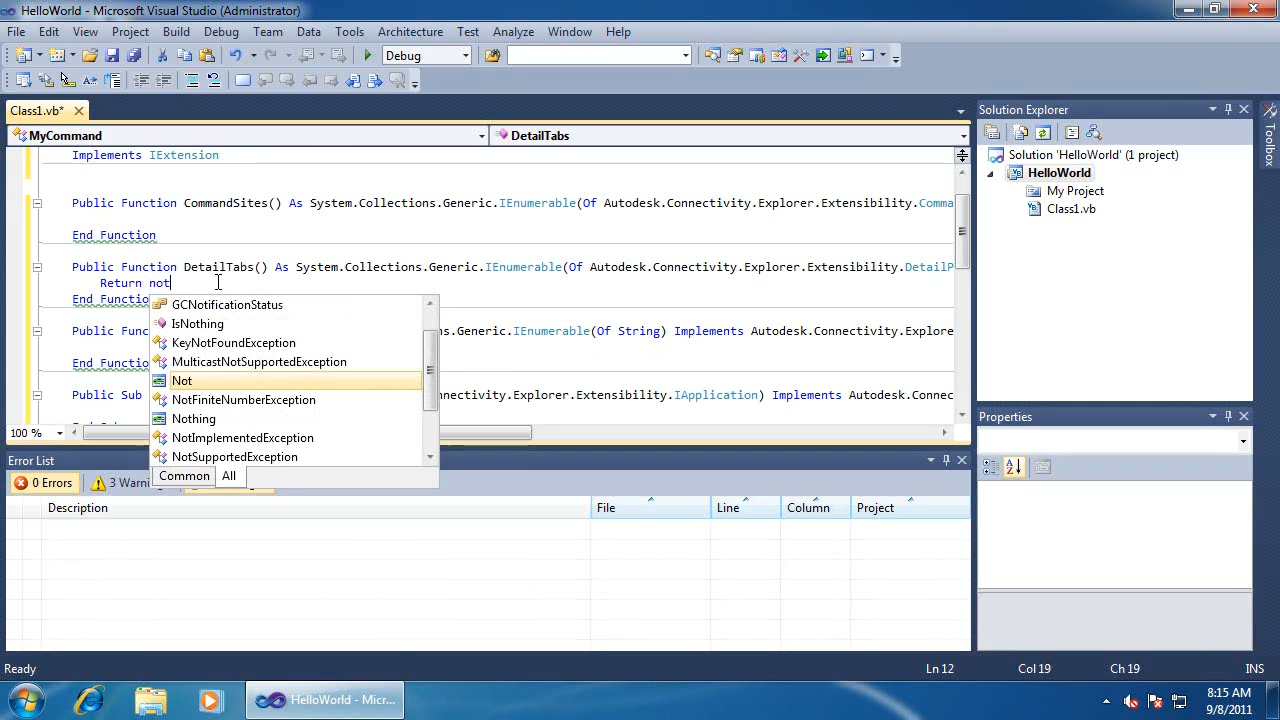 HelloWorld - Microsoft Visual Studio (Administrator)
File Edit View Project Build Debug Team Data Tools Architecture Test Analyze Window Help
Debug
Class1.vb*
MyCommand
DetailTabs
Implements IExtension
Public Function CommandSites() As System.Collections.Generic.IEnumerable(Of Autodesk.Connectivity.Explorer.Extensibility.Comma
End Function
Public Function DetailTabs() As System.Collections.Generic.IEnumerable(Of Autodesk.Connectivity.Explorer.Extensibility.DetailP
Return not
End Functio
GCNotificationStatus
IsNothing
Public Func
ns.Generic.IEnumerable(Of String) Implements Autodesk.Connectivity.Explore
KeyNotFoundException
MulticastNotSupportedException
End Functio
Not
Public Sub
.Connectivity.Explorer.Extensibility.IApplication) Implements Autodesk.Connec
NotFiniteNumberException
Nothing
NotImplementedException
NotSupportedException
100 %
Common All
Solution Explorer
Solution 'HelloWorld' (1 project)
HelloWorld
My Project
Class1.vb
Toolbox
Properties
Error List
0 Errors
3 Warnin
Description File Line Column Project
Ready
Ln 12 Col 19 Ch 19 INS
HelloWorld - Micr...
8:15 AM
9/8/2011